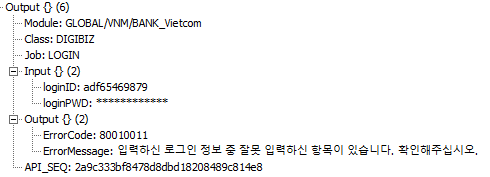 Output {} (6)
Module: GLOBAL/VNM/BANK_Vietcom
Class: DIGIBIZ
Job: LOGIN
Input {} (2)
loginID: adf65469879
loginPWD: ************
Output {} (2)
ErrorCode: 80010011
ErrorMessage: 입력하신 로그인 정보 중 잘못 입력하신 항목이 있습니다. 확인해주십시오.
API_SEQ: 2a9c333bf8478d8dbd18208489c814e8